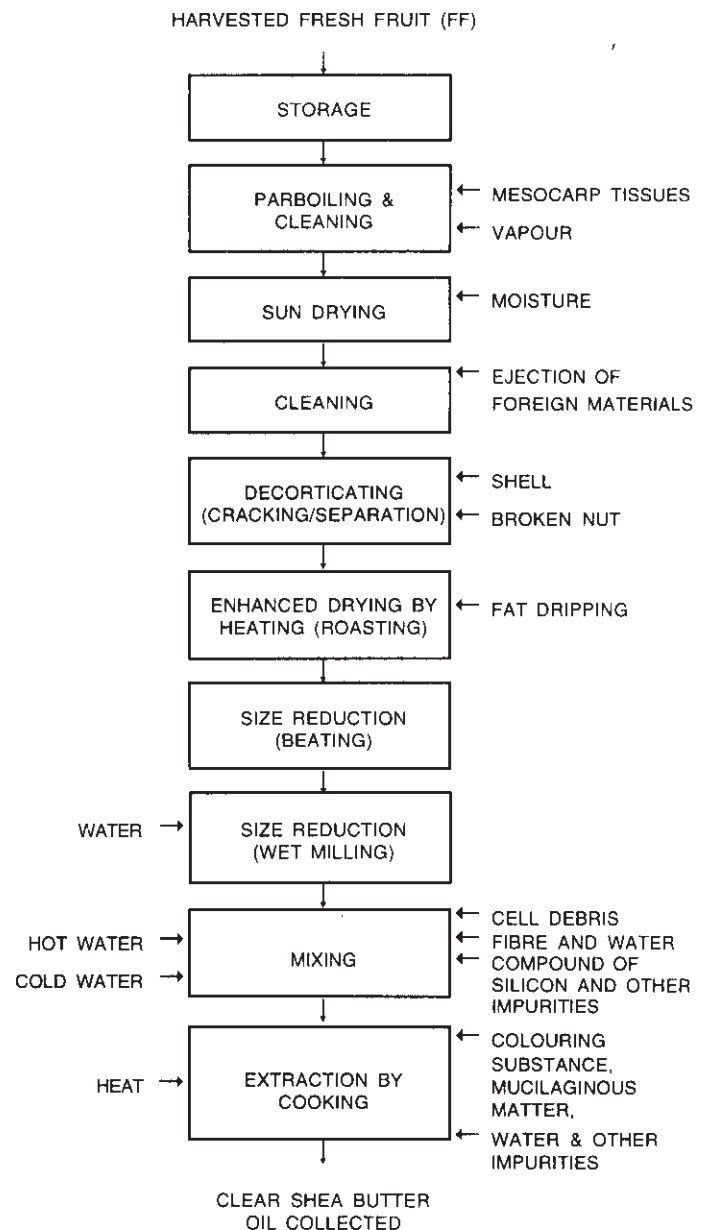 HARVESTED FRESH FRUIT (FF)
STORAGE
PARBOILING &
CLEANING
MESOCARP TISSUES
VAPOUR
SUN DRYING
MOISTURE
CLEANING
EJECTION OF
FOREIGN MATERIALS
DECORTICATING
(CRACKING/SEPARATION)
SHELL
BROKEN NUT
ENHANCED DRYING BY
HEATING (ROASTING)
FAT DRIPPING
SIZE REDUCTION
(BEATING)
WATER
SIZE REDUCTION
(WET MILLING)
HOT WATER
COLD WATER
MIXING
CELL DEBRIS
FIBRE AND WATER
COMPOUND OF
SILICON AND OTHER
IMPURITIES
HEAT
EXTRACTION BY
COOKING
COLOURING
SUBSTANCE,
MUCILAGINOUS
MATTER,
WATER & OTHER
IMPURITIES
CLEAR SHEA BUTTER
OIL COLLECTED